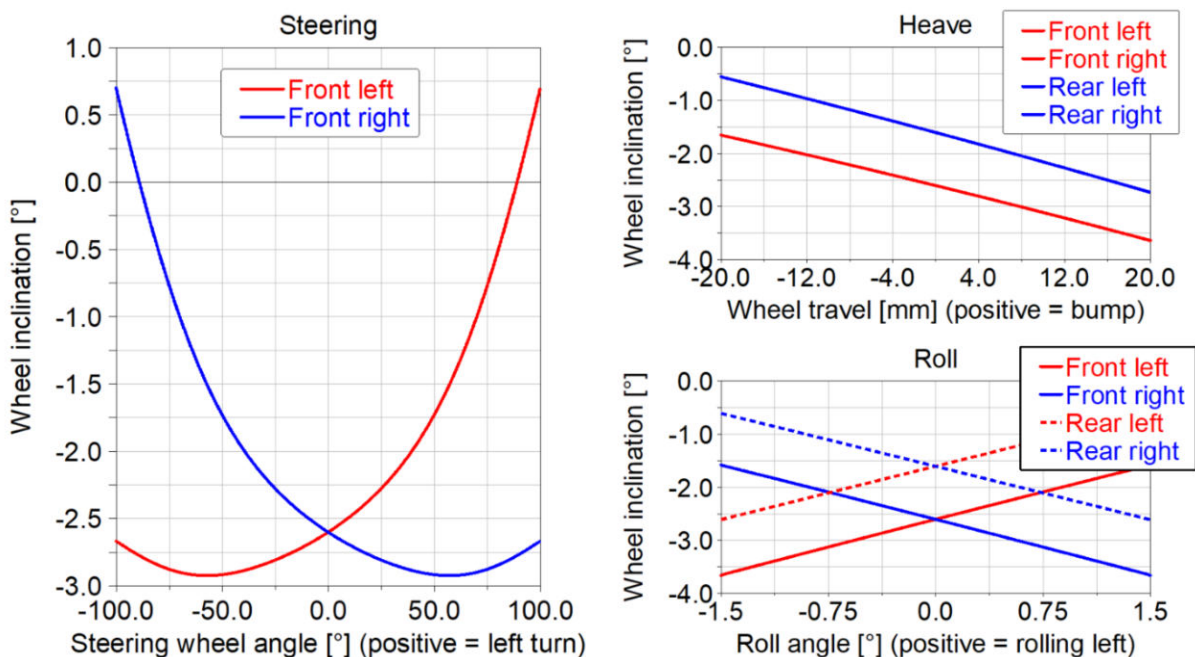 Steering
Wheel inclination [°]
1.0
0.5
0.0
-0.5
-1.0
-1.5
-2.0
-2.5
-3.0
Front left
Front right
-100.0 -50.0 0.0 50.0 100.0
Steering wheel angle [°] (positive = left turn)
Heave
Wheel inclination [°]
0.0
-1.0
-2.0
-3.0
-4.0
Front left
Front right
Rear left
Rear right
-20.0 -12.0 -4.0 4.0 12.0 20.0
Wheel travel [mm] (positive = bump)
Roll
Wheel inclination [°]
0.0
-1.0
-2.0
-3.0
-4.0
Front left
Front right
Rear left
Rear right
-1.5 -0.75 0.0 0.75 1.5
Roll angle [°] (positive = rolling left)